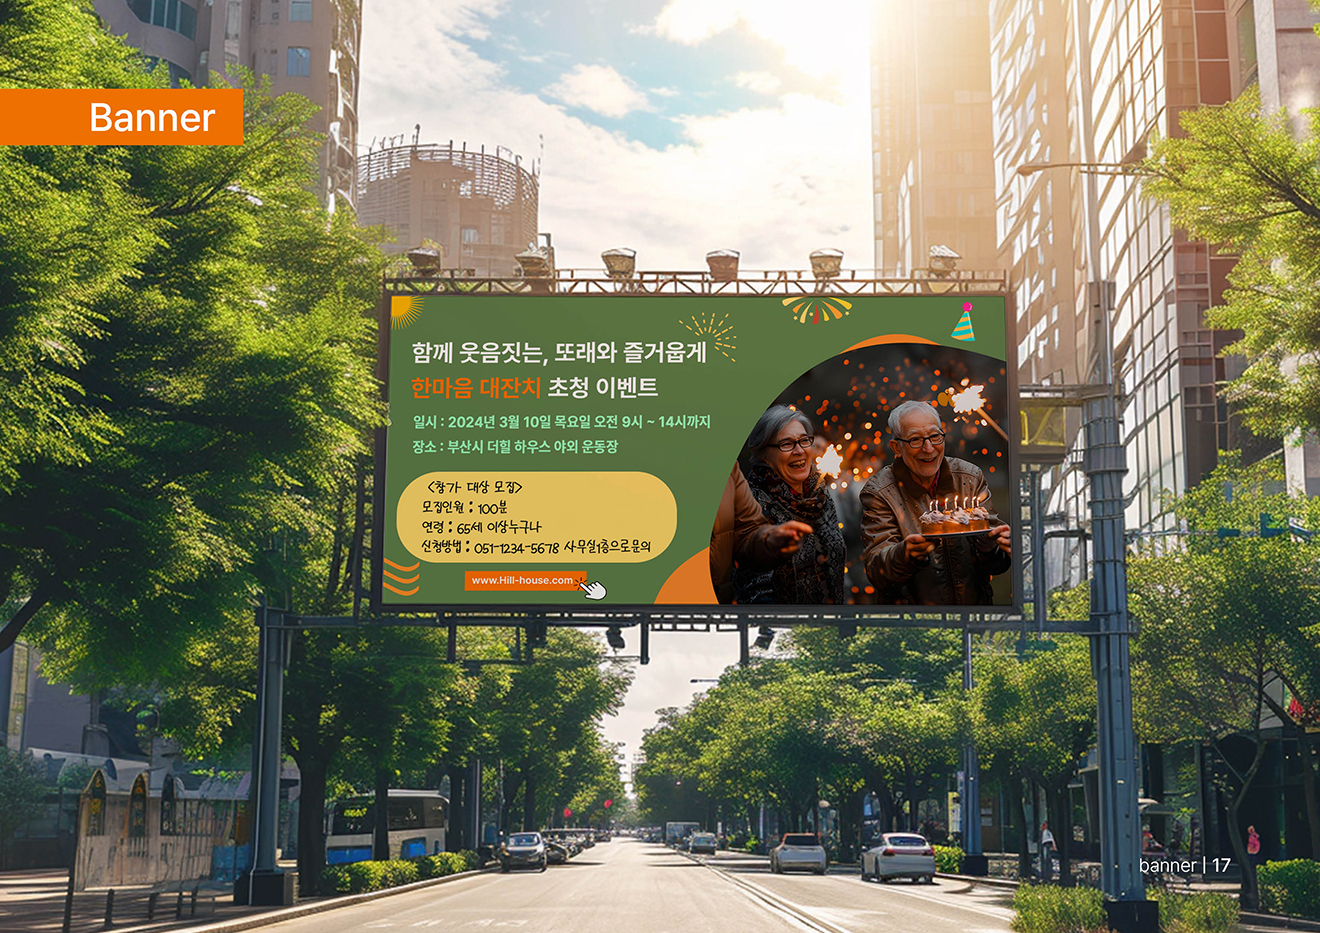 Banner
함께 웃음짓는, 또래와 즐거웁게
한마음 대잔치 초청 이벤트
일시 : 2024년 3월 10일 목요일 오전 9시 ~ 14시까지
장소 : 부산시 더힐 하우스 야외 운동장
<참가 대상 모집>
모집인원 : 100분
연령 : 65세 이상누구나
신청방법 : 051-1234-5678 사무실1층으로문의
www.Hill-house.com
banner | 17